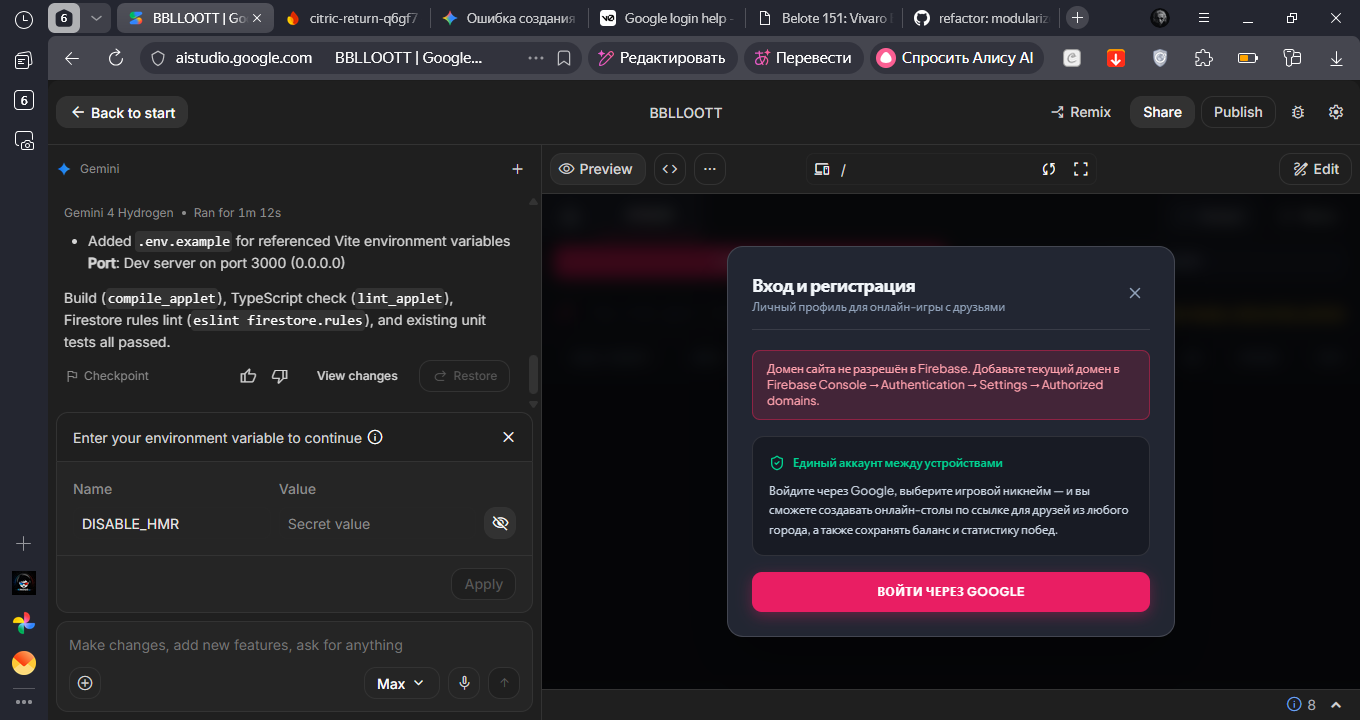 6
BBLLOOTT | Go
citric-return-q6gf7
Ошибка создания
Google login help -
Belote 151: Vivaro
refactor: modulariz
aistudio.google.com
BBLLOOTT | Google...
Редактировать
Перевести
Спросить Алису AI
6
Back to start
BBLLOOTT
Remix
Share
Publish
Gemini
Preview
/
Edit
Gemini 4 Hydrogen • Ran for 1m 12s
• Added .env.example for referenced Vite environment variables
Port: Dev server on port 3000 (0.0.0.0)
Build (compile_applet), TypeScript check (lint_applet),
Firestore rules lint (eslint firestore.rules), and existing unit
tests all passed.
Checkpoint
View changes
Restore
Enter your environment variable to continue
Name
Value
DISABLE_HMR
Secret value
Apply
Make changes, add new features, ask for anything
Max
Вход и регистрация
Личный профиль для онлайн-игры с друзьями
Домен сайта не разрешён в Firebase. Добавьте текущий домен в
Firebase Console → Authentication → Settings → Authorized
domains.
Единый аккаунт между устройствами
Войдите через Google, выберите игровой никнейм — и вы
сможете создавать онлайн-столы по ссылке для друзей из любого
города, а также сохранять баланс и статистику побед.
ВОЙТИ ЧЕРЕЗ GOOGLE
8